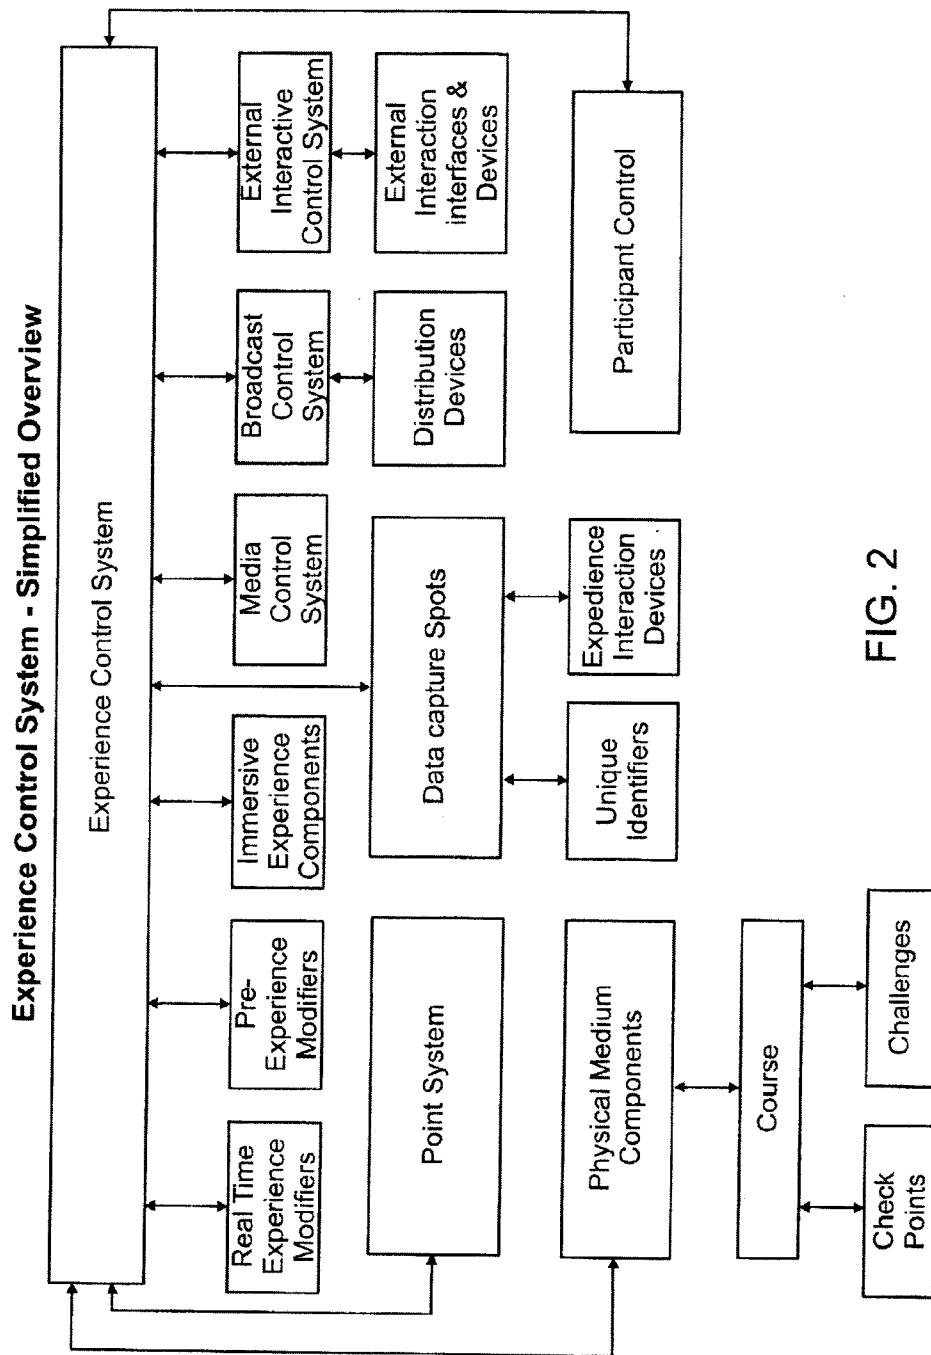 Experience Control System - Simplified Overview
Experience Control System
Real Time
Experience
Modifiers
Pre-
Experience
Modifiers
Immersive
Experience
Components
Media
Control
System
Broadcast
Control
System
External
Interactive
Control System
Point System
Data capture Spots
Distribution
Devices
External
Interaction
interfaces &
Devices
Physical Medium
Components
Unique
Identifiers
Expedience
Interaction
Devices
Participant Control
Course
Check
Points
Challenges
FIG. 2